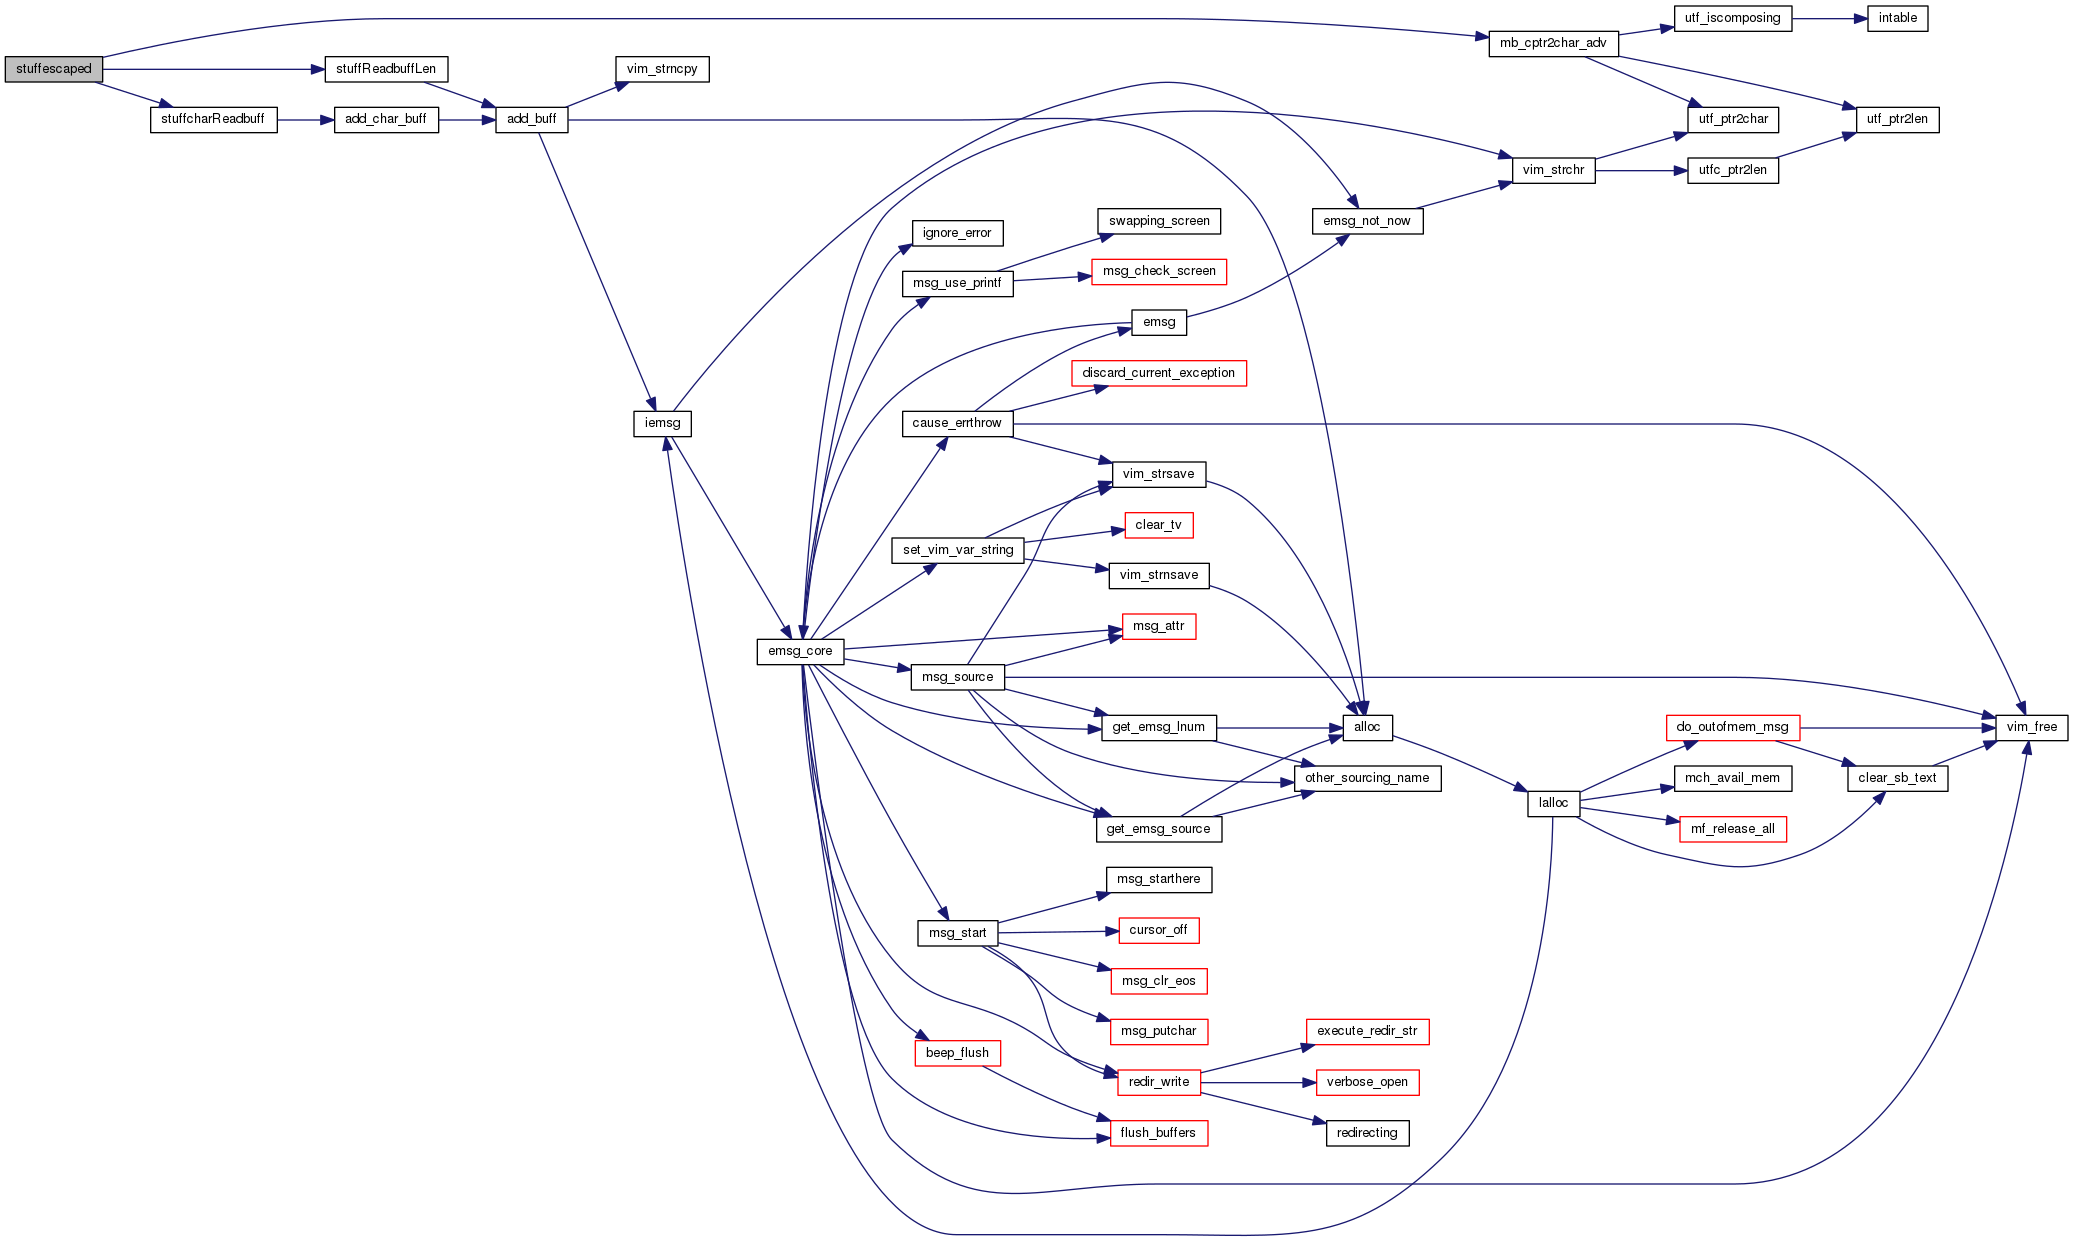 utf_iscomposing
intable
mb_cptr2char_adv
stuffescaped
stuffReadbuffLen
vim_strncpy
stuffcharReadbuff
add_char_buff
add_buff
utf_ptr2char
utf_ptr2len
vim_strchr
utfc_ptr2len
swapping_screen
emsg_not_now
ignore_error
msg_check_screen
msg_use_printf
emsg
discard_current_exception
iemsg
cause_errthrow
vim_strsave
clear_tv
set_vim_var_string
vim_strnsave
msg_attr
emsg_core
msg_source
get_emsg_lnum
alloc
do_outofmem_msg
vim_free
other_sourcing_name
mch_avail_mem
clear_sb_text
lalloc
get_emsg_source
mf_release_all
msg_starthere
msg_start
cursor_off
msg_clr_eos
msg_putchar
execute_redir_str
beep_flush
redir_write
verbose_open
flush_buffers
redirecting